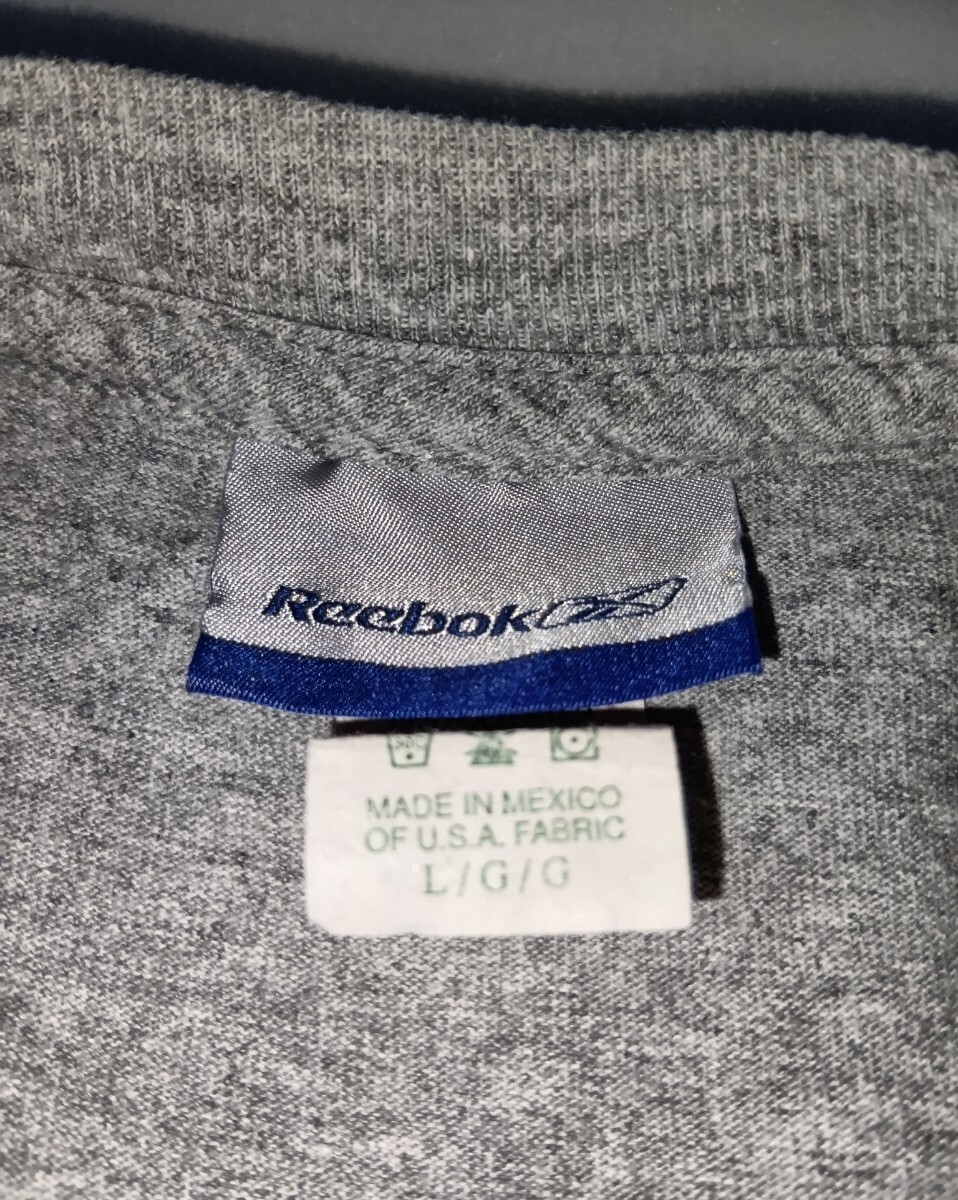 Reebok
MADE IN MEXICO
OF U.S.A. FABRIC
L/G/G